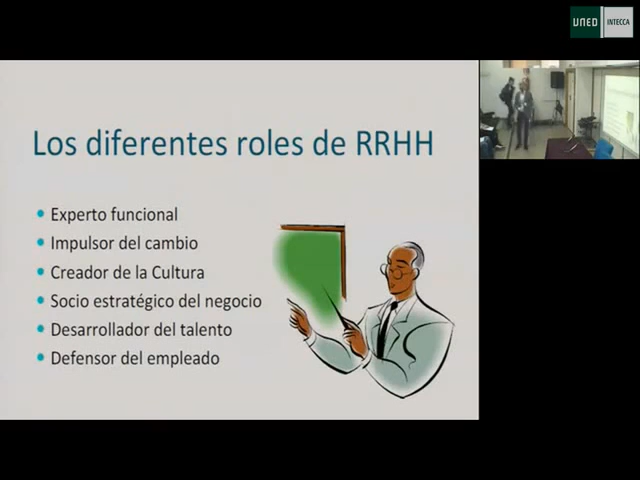 UNED INTECCA
Los diferentes roles de RRHH
• Experto funcional
• Impulsor del cambio
• Creador de la Cultura
• Socio estratégico del negocio
• Desarrollador del talento
• Defensor del empleado